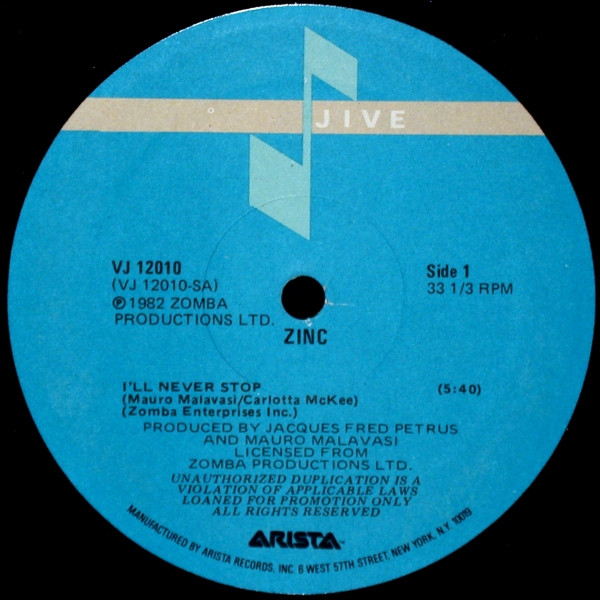 JIVE
VJ 12010
(VJ 12010-SA)
℗ 1982 ZOMBA
PRODUCTIONS LTD.
Side 1
33 1/3 RPM
ZINC
I'LL NEVER STOP (5:40)
(Mauro Malavasi/Carlotta McKee)
(Zomba Enterprises Inc.)
PRODUCED BY JACQUES FRED PETRUS
AND MAURO MALAVASI
LICENSED FROM
ZOMBA PRODUCTIONS LTD.
UNAUTHORIZED DUPLICATION IS A
VIOLATION OF APPLICABLE LAWS
LOANED FOR PROMOTION ONLY
ALL RIGHTS RESERVED
ARISTA™
MANUFACTURED BY ARISTA RECORDS, INC. 6 WEST 57TH STREET, NEW YORK, N.Y. 10019